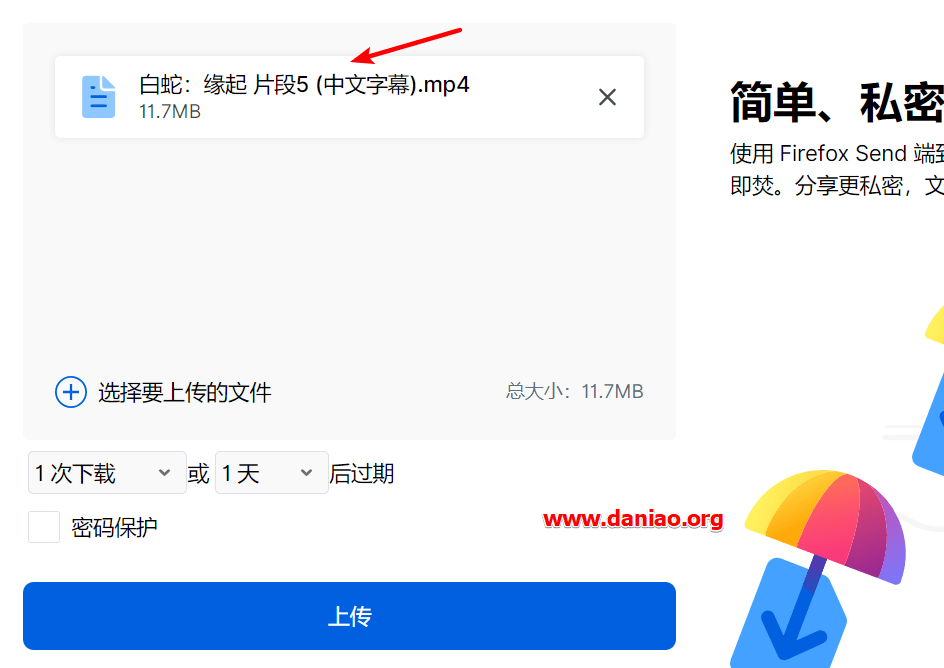 白蛇：缘起 片段5 (中文字幕).mp4
11.7MB
选择要上传的文件
总大小：11.7MB
1 次下载 或 1 天 后过期
密码保护
上传
简单、私密
使用 Firefox Send 端到
即焚。分享更私密，文
www.daniao.org